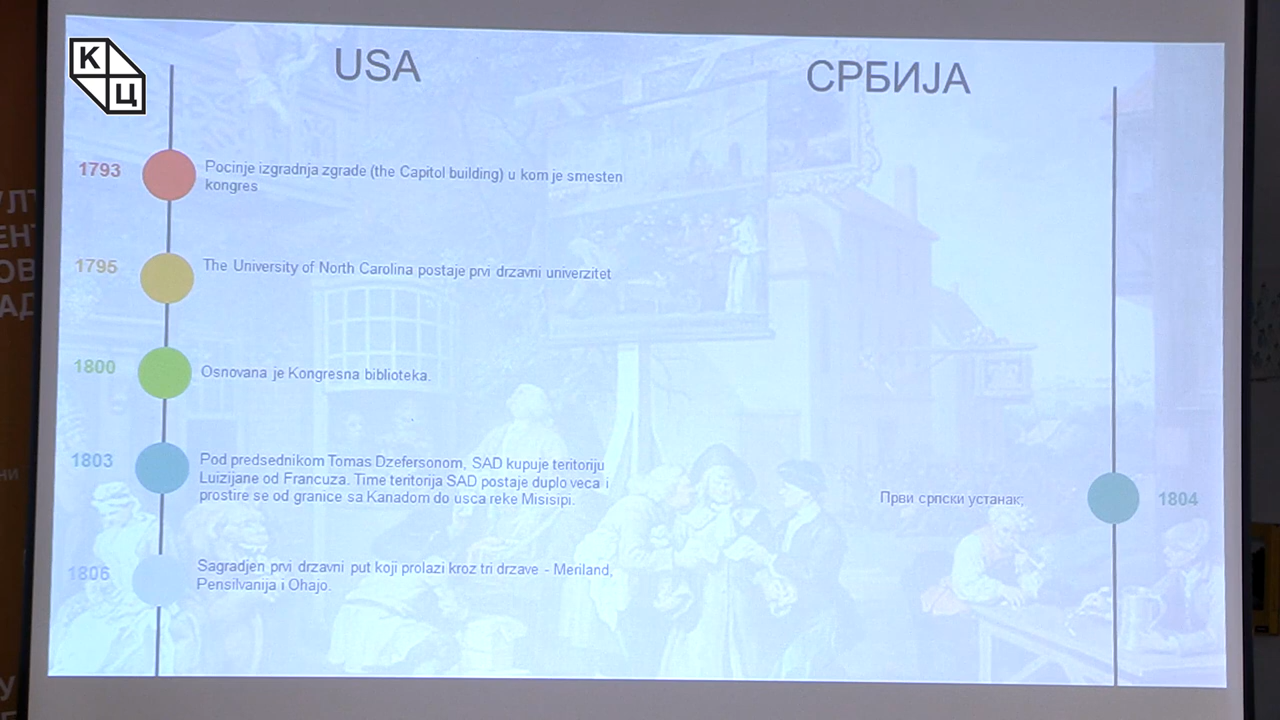 К
Ц
USA
СРБИЈА
1793
Pocinje izgradnja zgrade (the Capitol building) u kom je smesten
kongres
1795
The University of North Carolina postaje prvi drzavni univerzitet
1800
Osnovana je Kongresna biblioteka.
1803
Pod predsednikom Tomas Dzefersonom, SAD kupuje teritoriju
Luizijane od Francuza. Time teritorija SAD postaje duplo veca i
prostire se od granice sa Kanadom do usca reke Misisipi.
Први српски устанак;
1804
1806
Sagradjen prvi drzavni put koji prolazi kroz tri drzave - Meriland,
Pensilvanija i Ohajo.